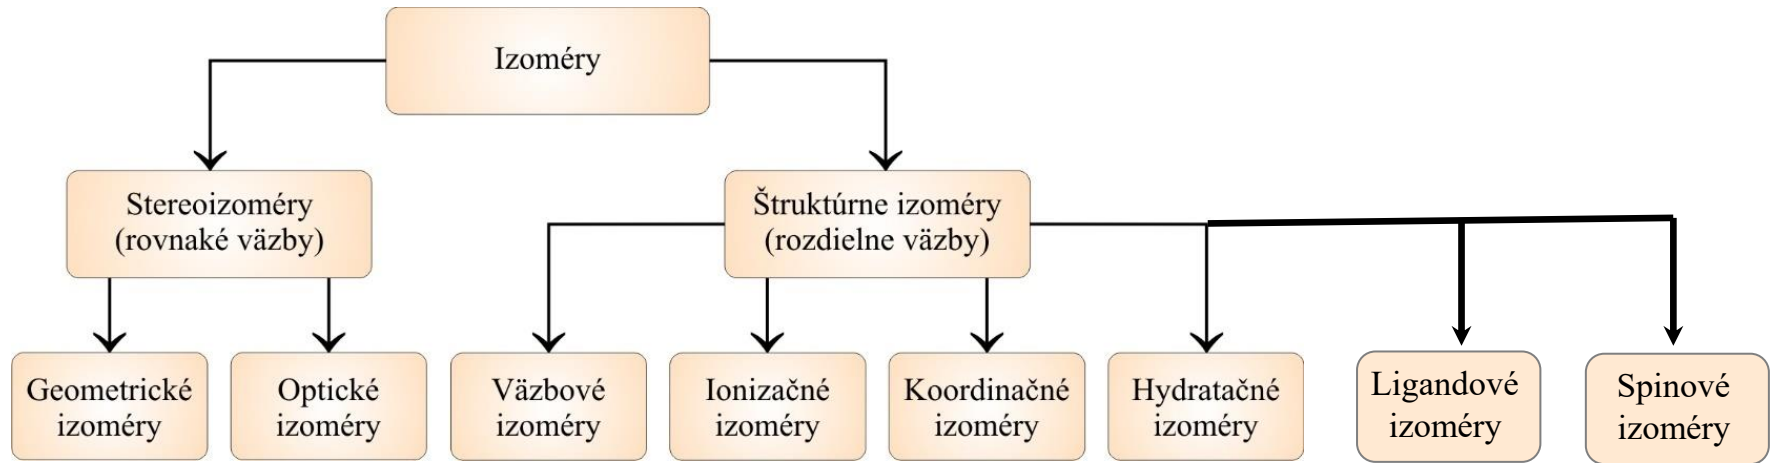 Izoméry
Stereoizoméry
(rovnaké väzby)
Štruktúrne izoméry
(rozdielne väzby)
Geometrické
izoméry
Optické
izoméry
Väzbové
izoméry
Ionizačné
izoméry
Koordinačné
izoméry
Hydratačné
izoméry
Ligandové
izoméry
Spinové
izoméry